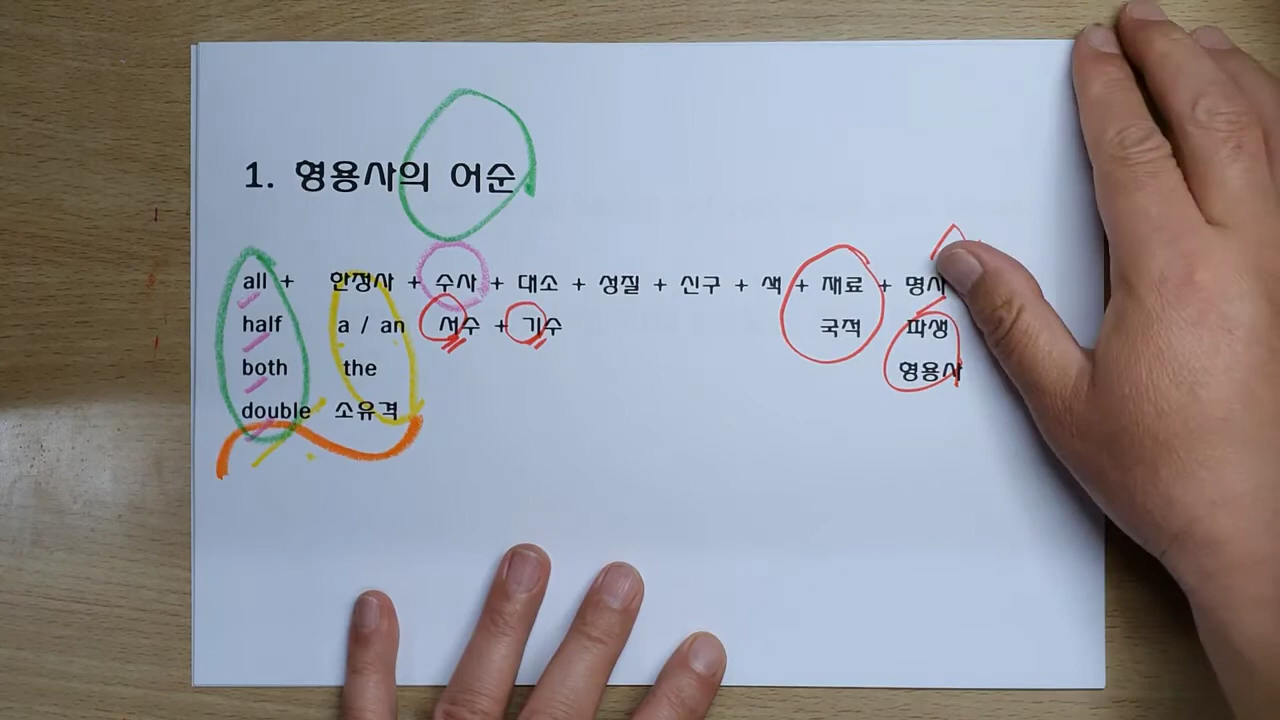 1. 형용사의 어순
all + 한정사 + 수사 + 대소 + 성질 + 신구 + 색 + 재료 + 명사
half a / an 서수 + 기수 국적 파생
both the 형용사
double 소유격